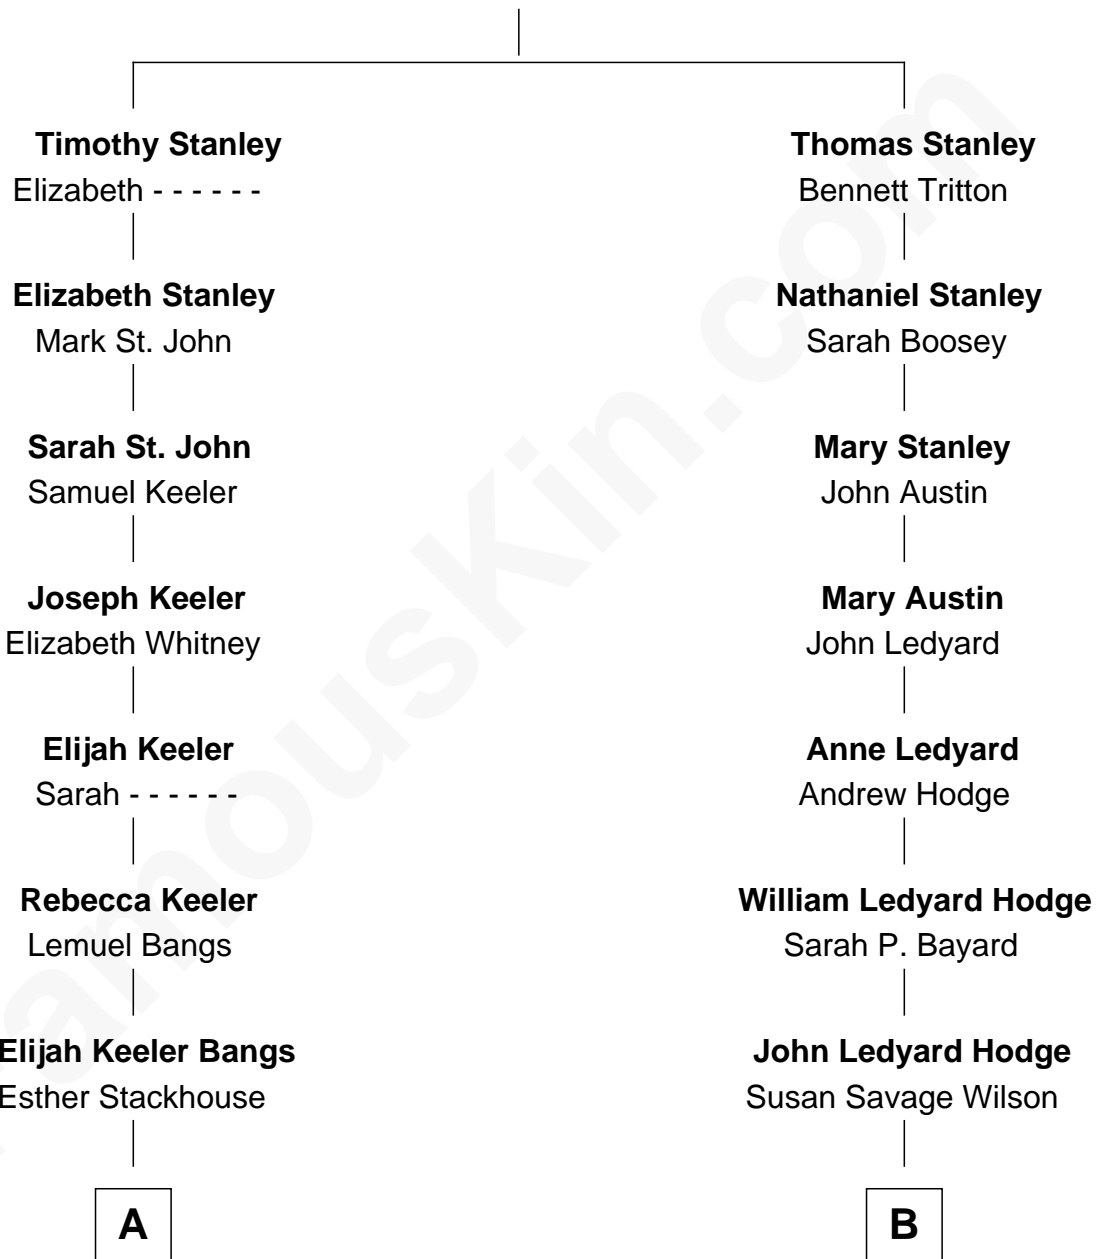 Timothy Stanley
Elizabeth - - - - - -
Thomas Stanley
Bennett Tritton
Elizabeth Stanley
Mark St. John
Nathaniel Stanley
Sarah Boosey
Sarah St. John
Samuel Keeler
Mary Stanley
John Austin
Joseph Keeler
Elizabeth Whitney
Mary Austin
John Ledyard
Elijah Keeler
Sarah - - - - - -
Anne Ledyard
Andrew Hodge
Rebecca Keeler
Lemuel Bangs
William Ledyard Hodge
Sarah P. Bayard
Elijah Keeler Bangs
Esther Stackhouse
John Ledyard Hodge
Susan Savage Wilson
A
B
FamousKin.com